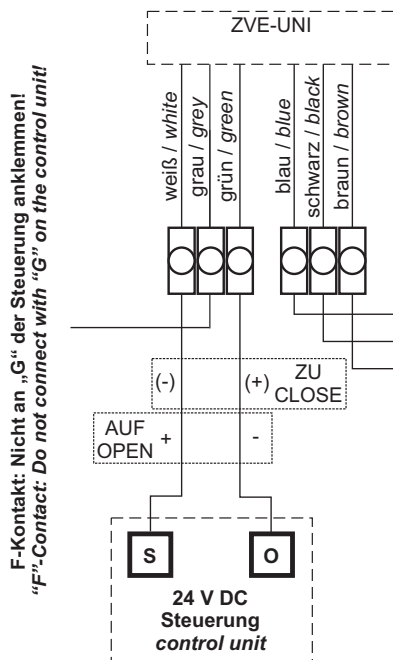 F-Kontakt: Nicht an „G“ der Steuerung anklemmen!
“F”-Contact: Do not connect with “G” on the control unit!
ZVE-UNI
weiß / white
grau / grey
grün / green
blau / blue
schwarz / black
braun / brown
(-)
(+)
ZU
CLOSE
AUF
OPEN
+
-
S
O
24 V DC
Steuerung
control unit